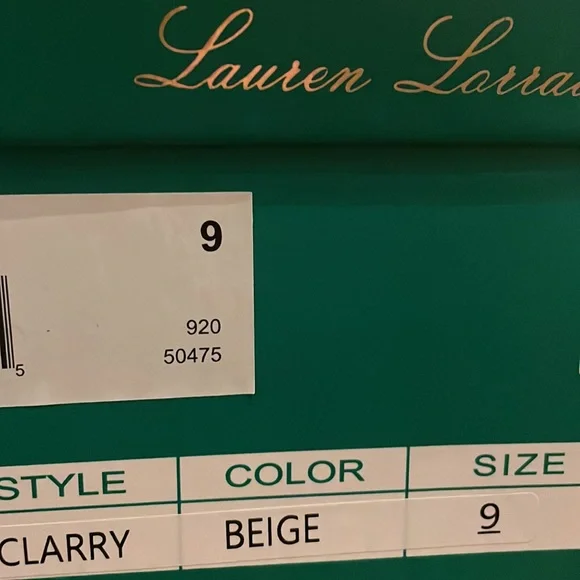 Lauren Lorra
9
5
920
50475
STYLE COLOR SIZE
CLARRY BEIGE 9